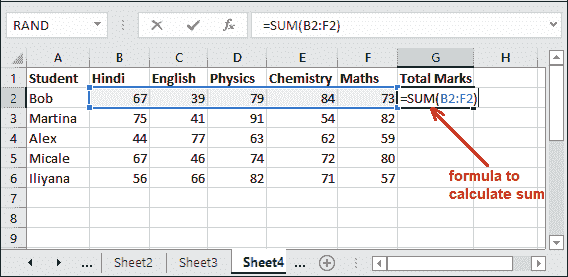 RAND =SUM(B2:F2)
A B C D E F G H
1 Student Hindi English Physics Chemistry Maths Total Marks
2 Bob 67 39 79 84 73 =SUM(B2:F2)
3 Martina 75 41 91 54 82
4 Alex 44 77 63 62 59
5 Micale 67 46 74 72 80
6 Iliyana 56 66 82 71 57
7
formula to
8
calculate sum
9
... Sheet2 Sheet3 Sheet4 ...